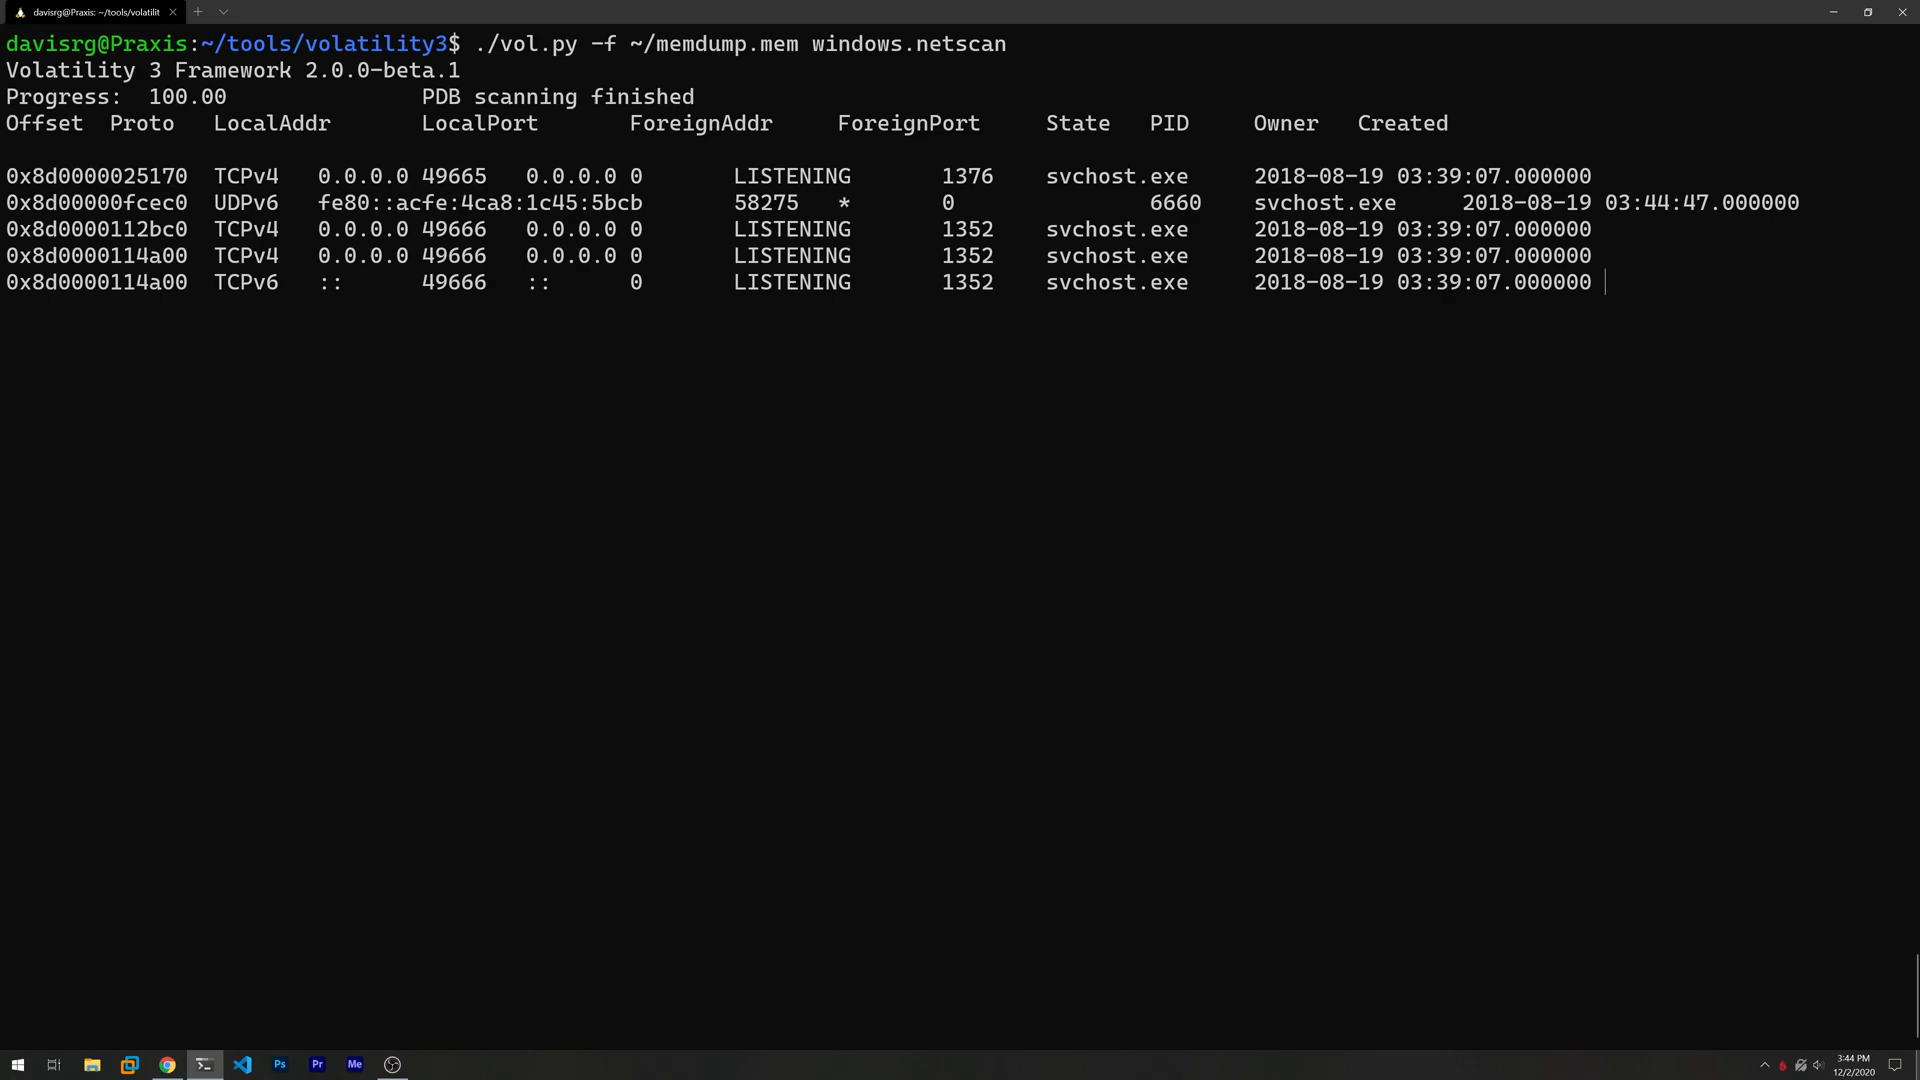 davisrg@Praxis: ~/tools/volatilit
davisrg@Praxis:~/tools/volatility3$ ./vol.py -f ~/memdump.mem windows.netscan
Volatility 3 Framework 2.0.0-beta.1
Progress: 100.00 PDB scanning finished
Offset Proto LocalAddr LocalPort ForeignAddr ForeignPort State PID Owner Created
0x8d0000025170 TCPv4 0.0.0.0 49665 0.0.0.0 0 LISTENING 1376 svchost.exe 2018-08-19 03:39:07.000000
0x8d00000fcec0 UDPv6 fe80::acfe:4ca8:1c45:5bcb 58275 * 0 6660 svchost.exe 2018-08-19 03:44:47.000000
0x8d0000112bc0 TCPv4 0.0.0.0 49666 0.0.0.0 0 LISTENING 1352 svchost.exe 2018-08-19 03:39:07.000000
0x8d0000114a00 TCPv4 0.0.0.0 49666 0.0.0.0 0 LISTENING 1352 svchost.exe 2018-08-19 03:39:07.000000
0x8d0000114a00 TCPv6 :: 49666 :: 0 LISTENING 1352 svchost.exe 2018-08-19 03:39:07.000000
Ps Pr Me
3:44 PM
12/2/2020